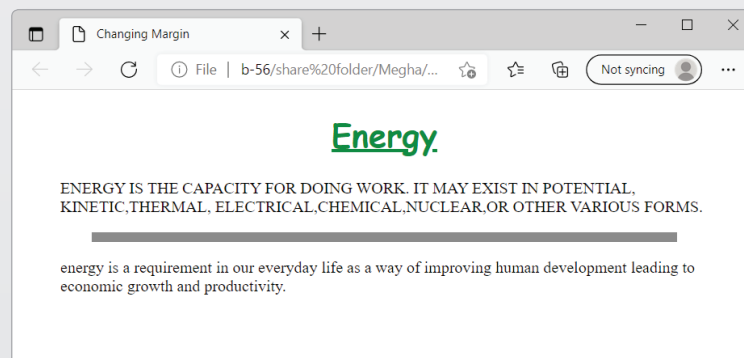 Changing Margin
File | b-56/share%20folder/Megha/... Not syncing
Energy
ENERGY IS THE CAPACITY FOR DOING WORK. IT MAY EXIST IN POTENTIAL,
KINETIC,THERMAL, ELECTRICAL,CHEMICAL,NUCLEAR,OR OTHER VARIOUS FORMS.
energy is a requirement in our everyday life as a way of improving human development leading to
economic growth and productivity.